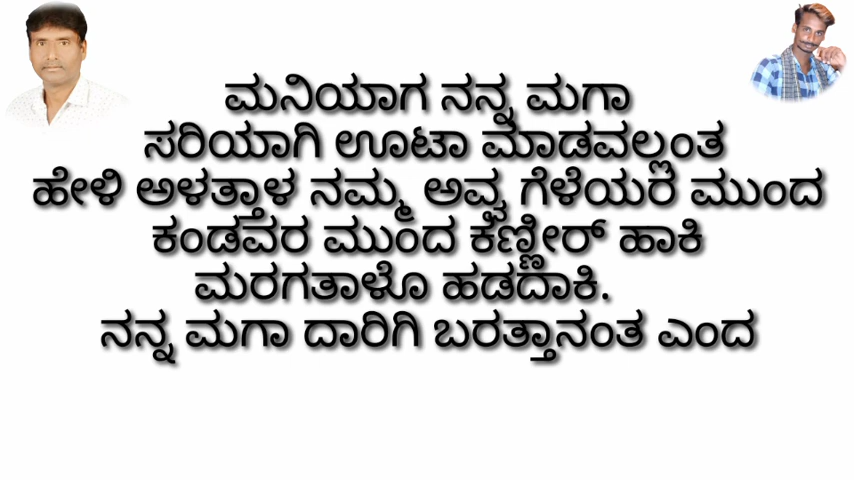 ಮನಿಯಾಗ ನನ್ನ ಮಗಾ
ಸರಿಯಾಗಿ ಊಟಾ ಮಾಡವಲ್ಲಂತ
ಹೇಳಿ ಅಳತ್ತಾಳ ನಮ್ಮ ಅವ್ವ ಗೆಳೆಯರ ಮುಂದ
ಕಂಡವರ ಮುಂದ ಕಣ್ಣೀರ್ ಹಾಕಿ
ಮರಗತಾಳೊ ಹಡದಾಕಿ.
ನನ್ನ ಮಗಾ ದಾರಿಗಿ ಬರತ್ತಾನಂತ ಎಂದ